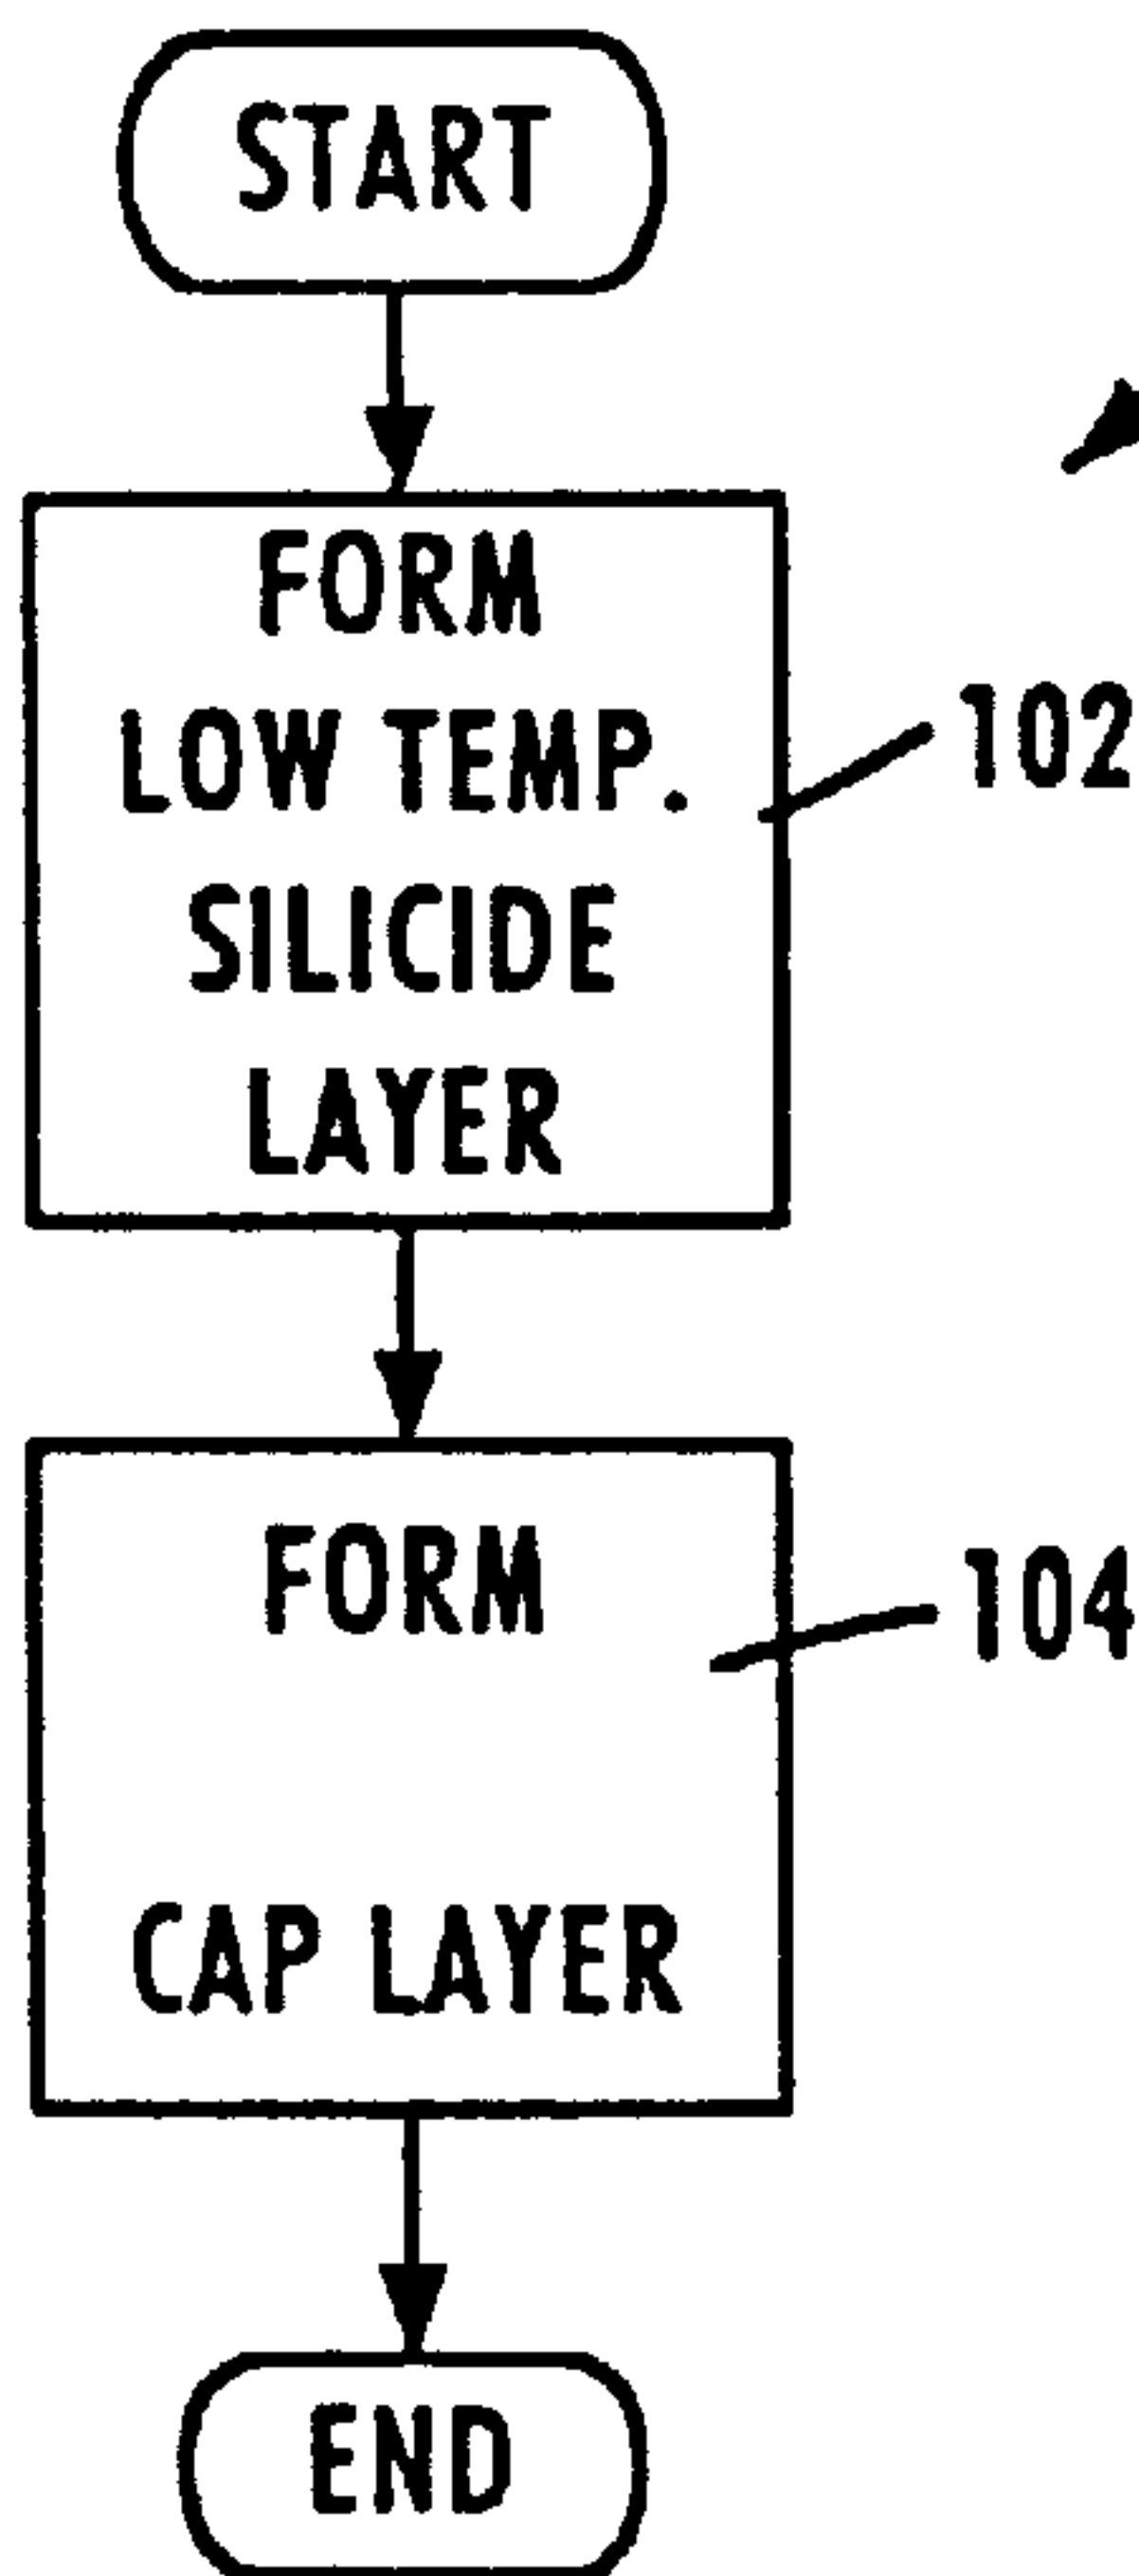 START
FORM
LOW TEMP.
SILICIDE
LAYER
102
FORM
CAP LAYER
104
END